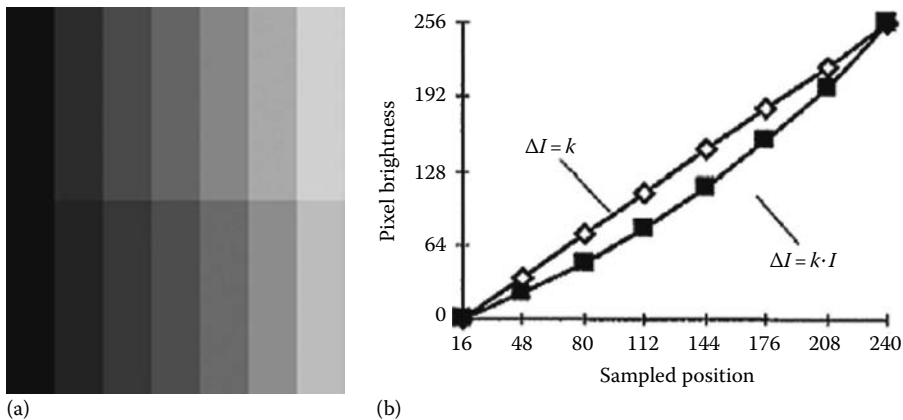 256
192
128
64
0
Pixel brightness
ΔI = k
ΔI = k·I
16 48 80 112 144 176 208 240
Sampled position
(a)
(b)